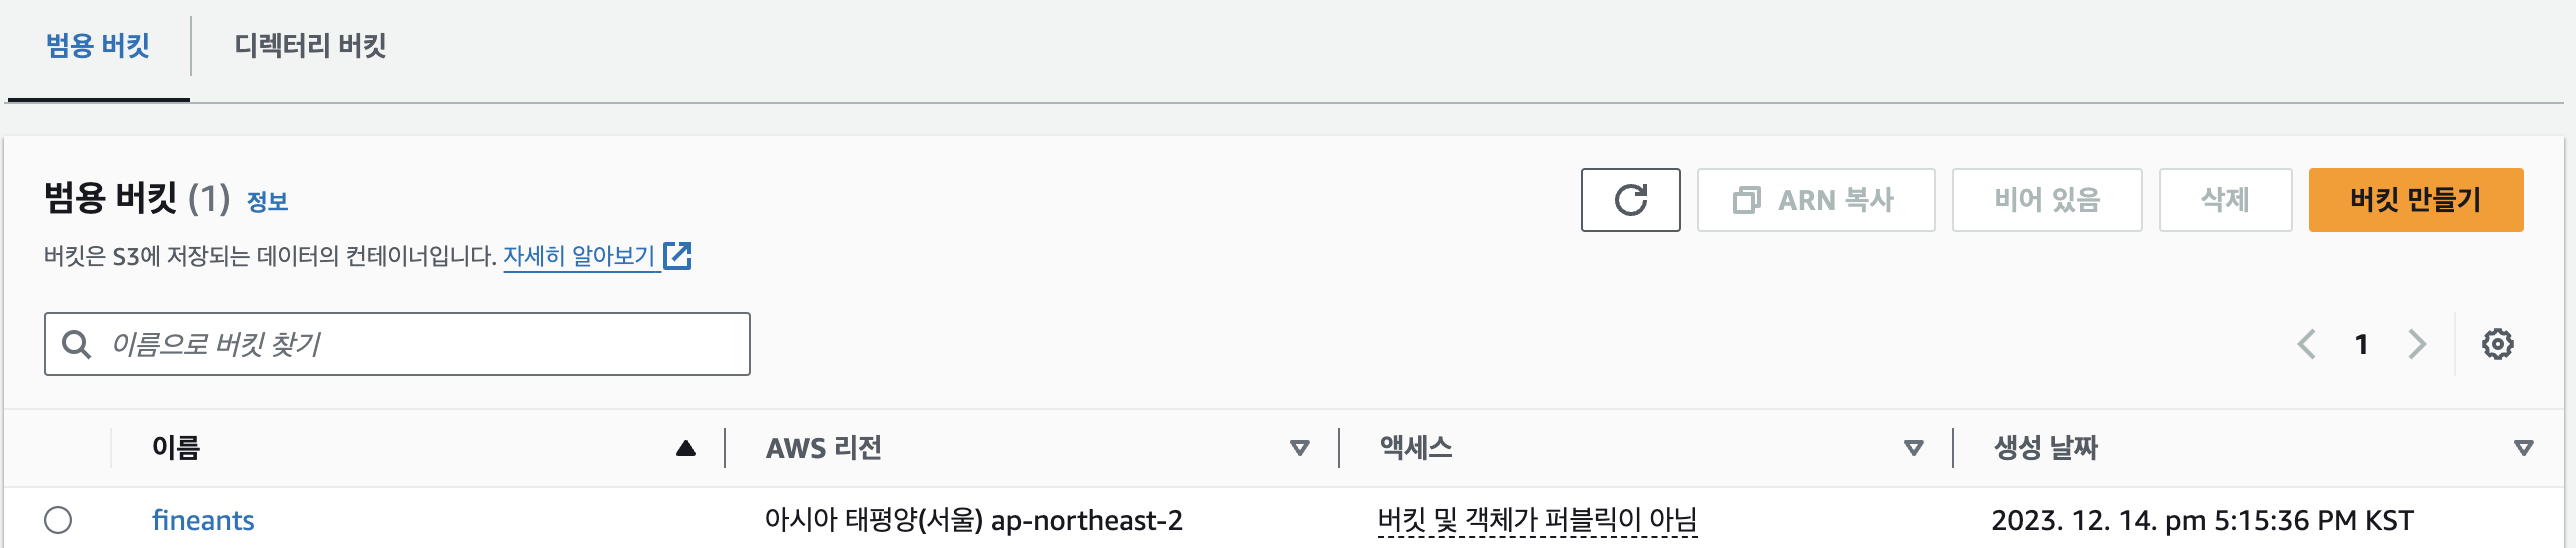 범용 버킷 디렉터리 버킷
범용 버킷 (1) 정보
ARN 복사 비어 있음 삭제 버킷 만들기
버킷은 S3에 저장되는 데이터의 컨테이너입니다. 자세히 알아보기
이름으로 버킷 찾기
1
이름 AWS 리전 액세스 생성 날짜
fineants 아시아 태평양(서울) ap-northeast-2 버킷 및 객체가 퍼블릭이 아님 2023. 12. 14. pm 5:15:36 PM KST